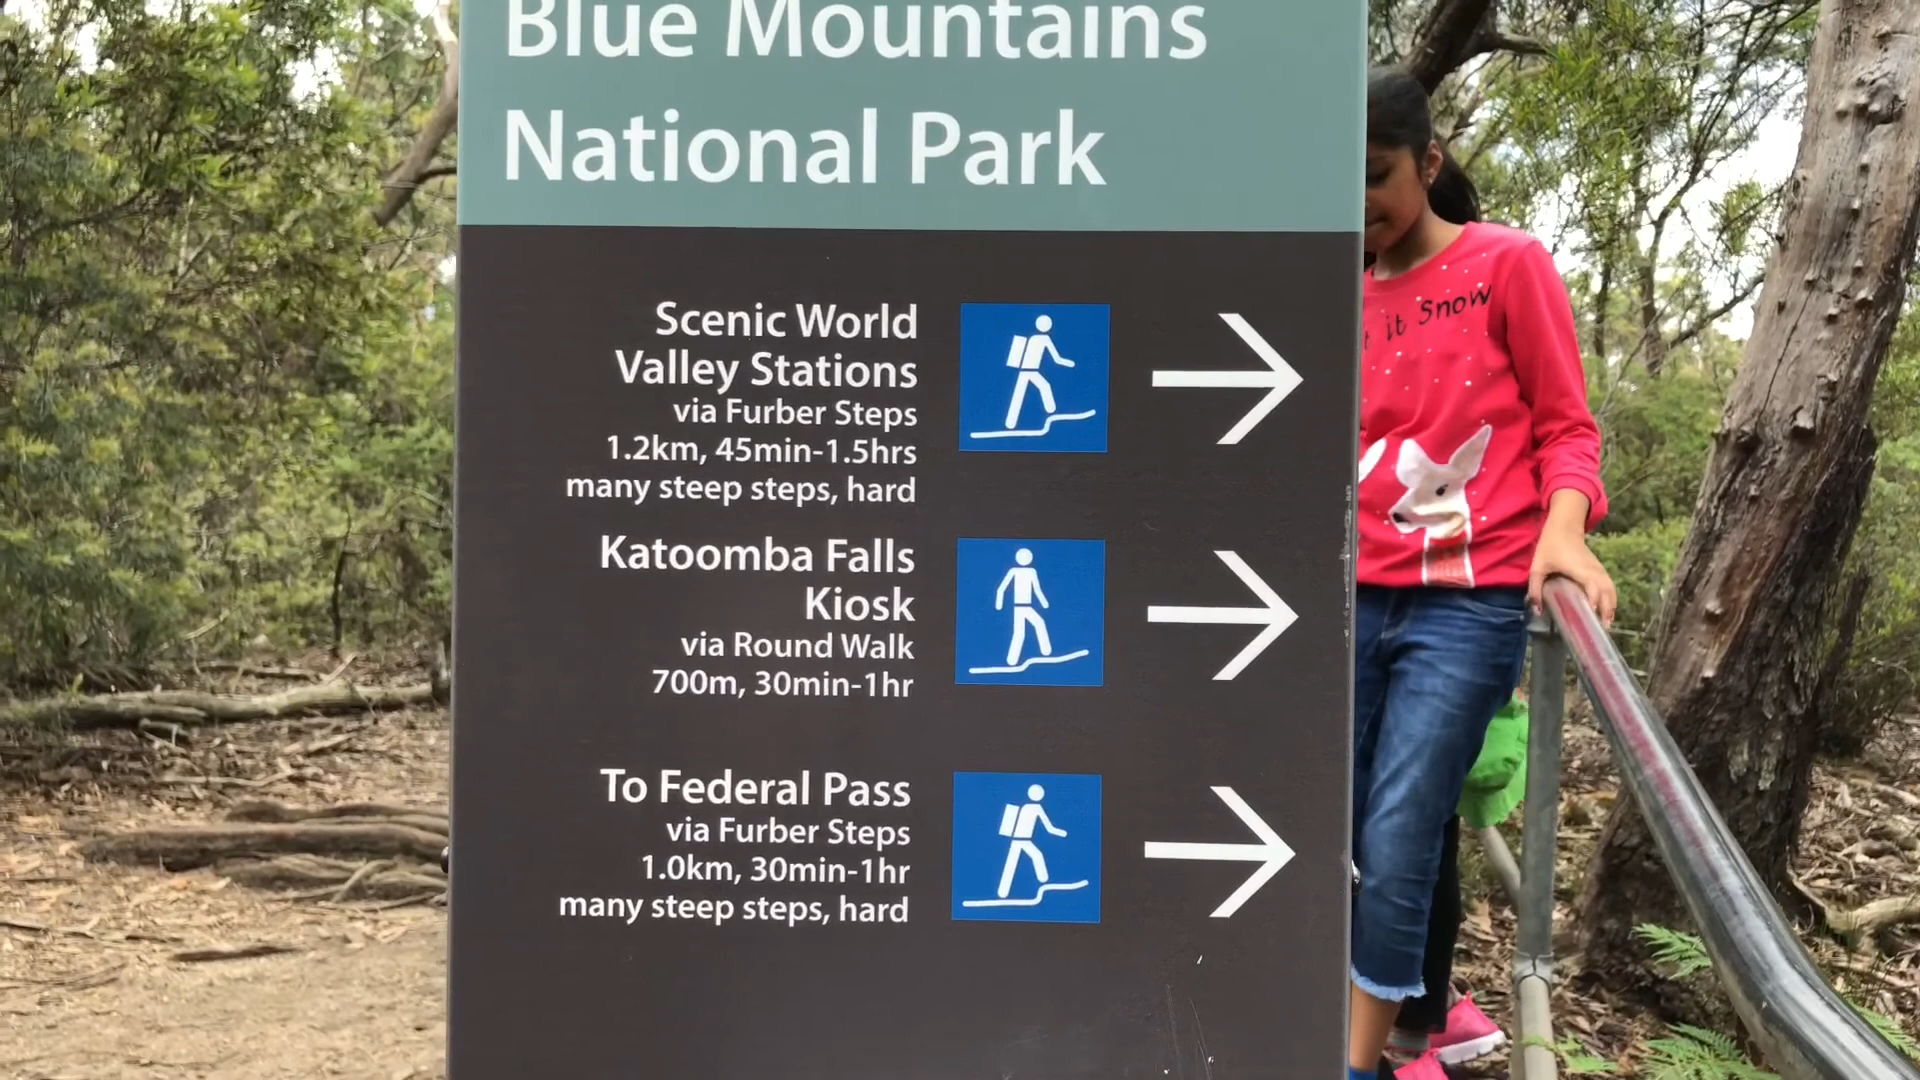 Blue Mountains
National Park
Scenic World
Valley Stations
via Furber Steps
1.2km, 45min-1.5hrs
many steep steps, hard
Katoomba Falls
Kiosk
via Round Walk
700m, 30min-1hr
To Federal Pass
via Furber Steps
1.0km, 30min-1hr
many steep steps, hard
it Snow